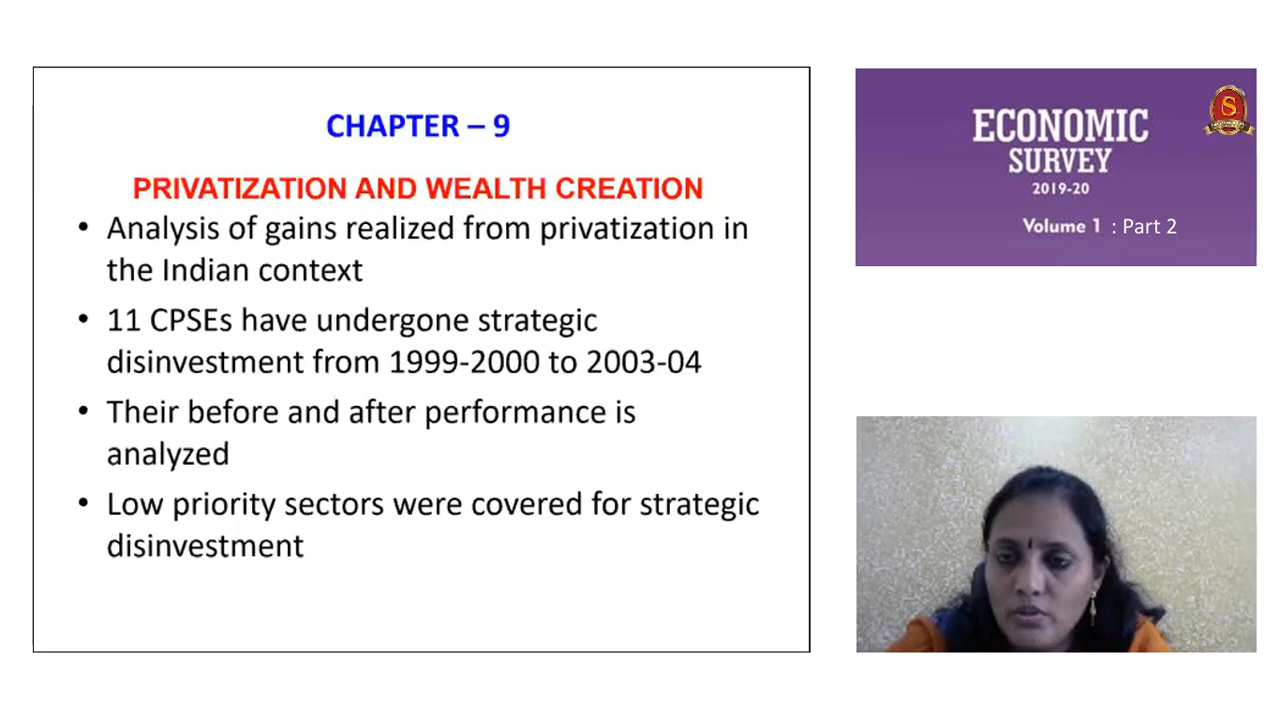 CHAPTER – 9
PRIVATIZATION AND WEALTH CREATION
• Analysis of gains realized from privatization in
the Indian context
• 11 CPSEs have undergone strategic
disinvestment from 1999-2000 to 2003-04
• Their before and after performance is
analyzed
• Low priority sectors were covered for strategic
disinvestment
ECONOMIC
SURVEY
2019-20
Volume 1 : Part 2
S